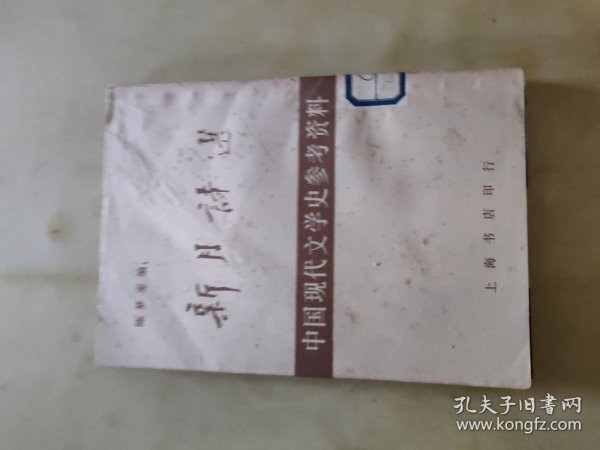 陈梦家编
新月诗选
中国现代文学史参考资料
上海书店印行
孔夫子旧书网
www.kongfz.com